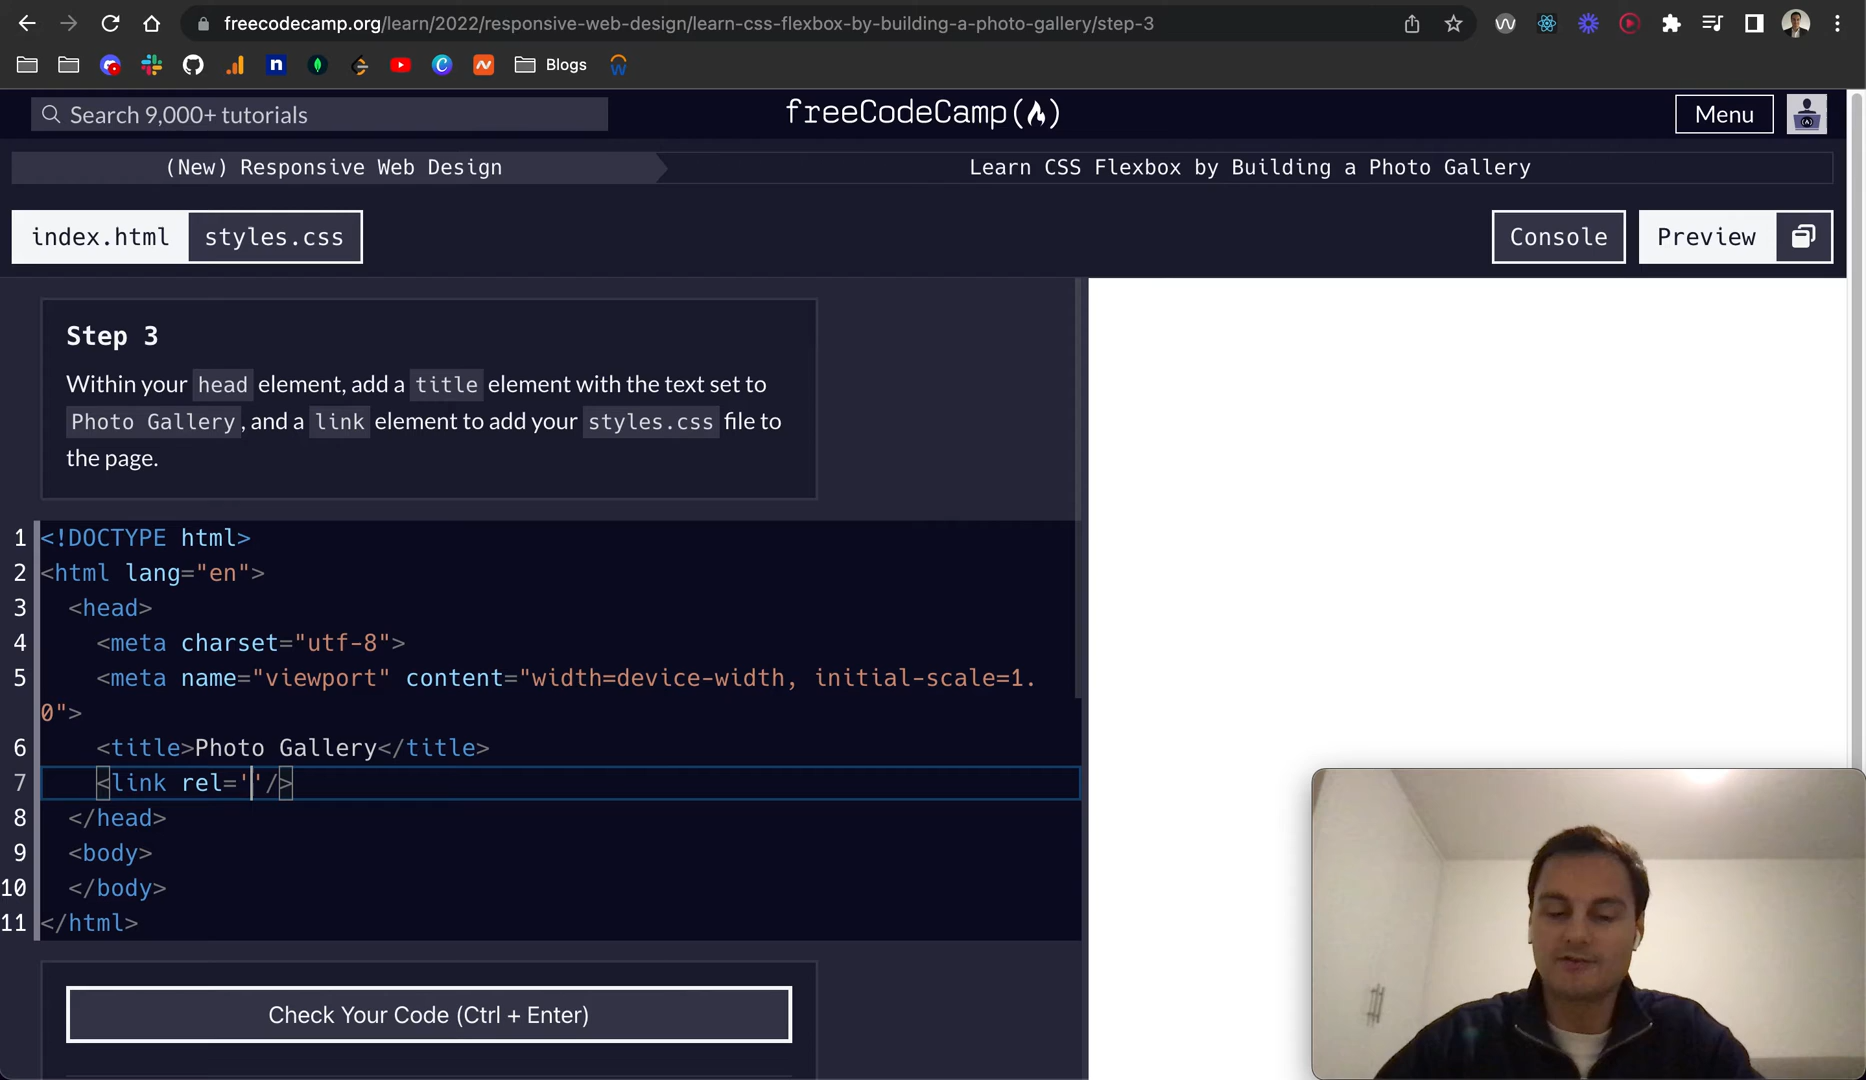 freecodecamp.org/learn/2022/responsive-web-design/learn-css-flexbox-by-building-a-photo-gallery/step-3
Blogs
Search 9,000+ tutorials
freeCodeCamp(🔥)
Menu
(New) Responsive Web Design
Learn CSS Flexbox by Building a Photo Gallery
index.html
styles.css
Console
Preview
Step 3
Within your head element, add a title element with the text set to
Photo Gallery, and a link element to add your styles.css file to
the page.
1 <!DOCTYPE html>
2 <html lang="en">
3 <head>
4 <meta charset="utf-8">
5 <meta name="viewport" content="width=device-width, initial-scale=1.
0">
6 <title>Photo Gallery</title>
7 <link rel=''/>
8 </head>
9 <body>
10 </body>
11 </html>
Check Your Code (Ctrl + Enter)